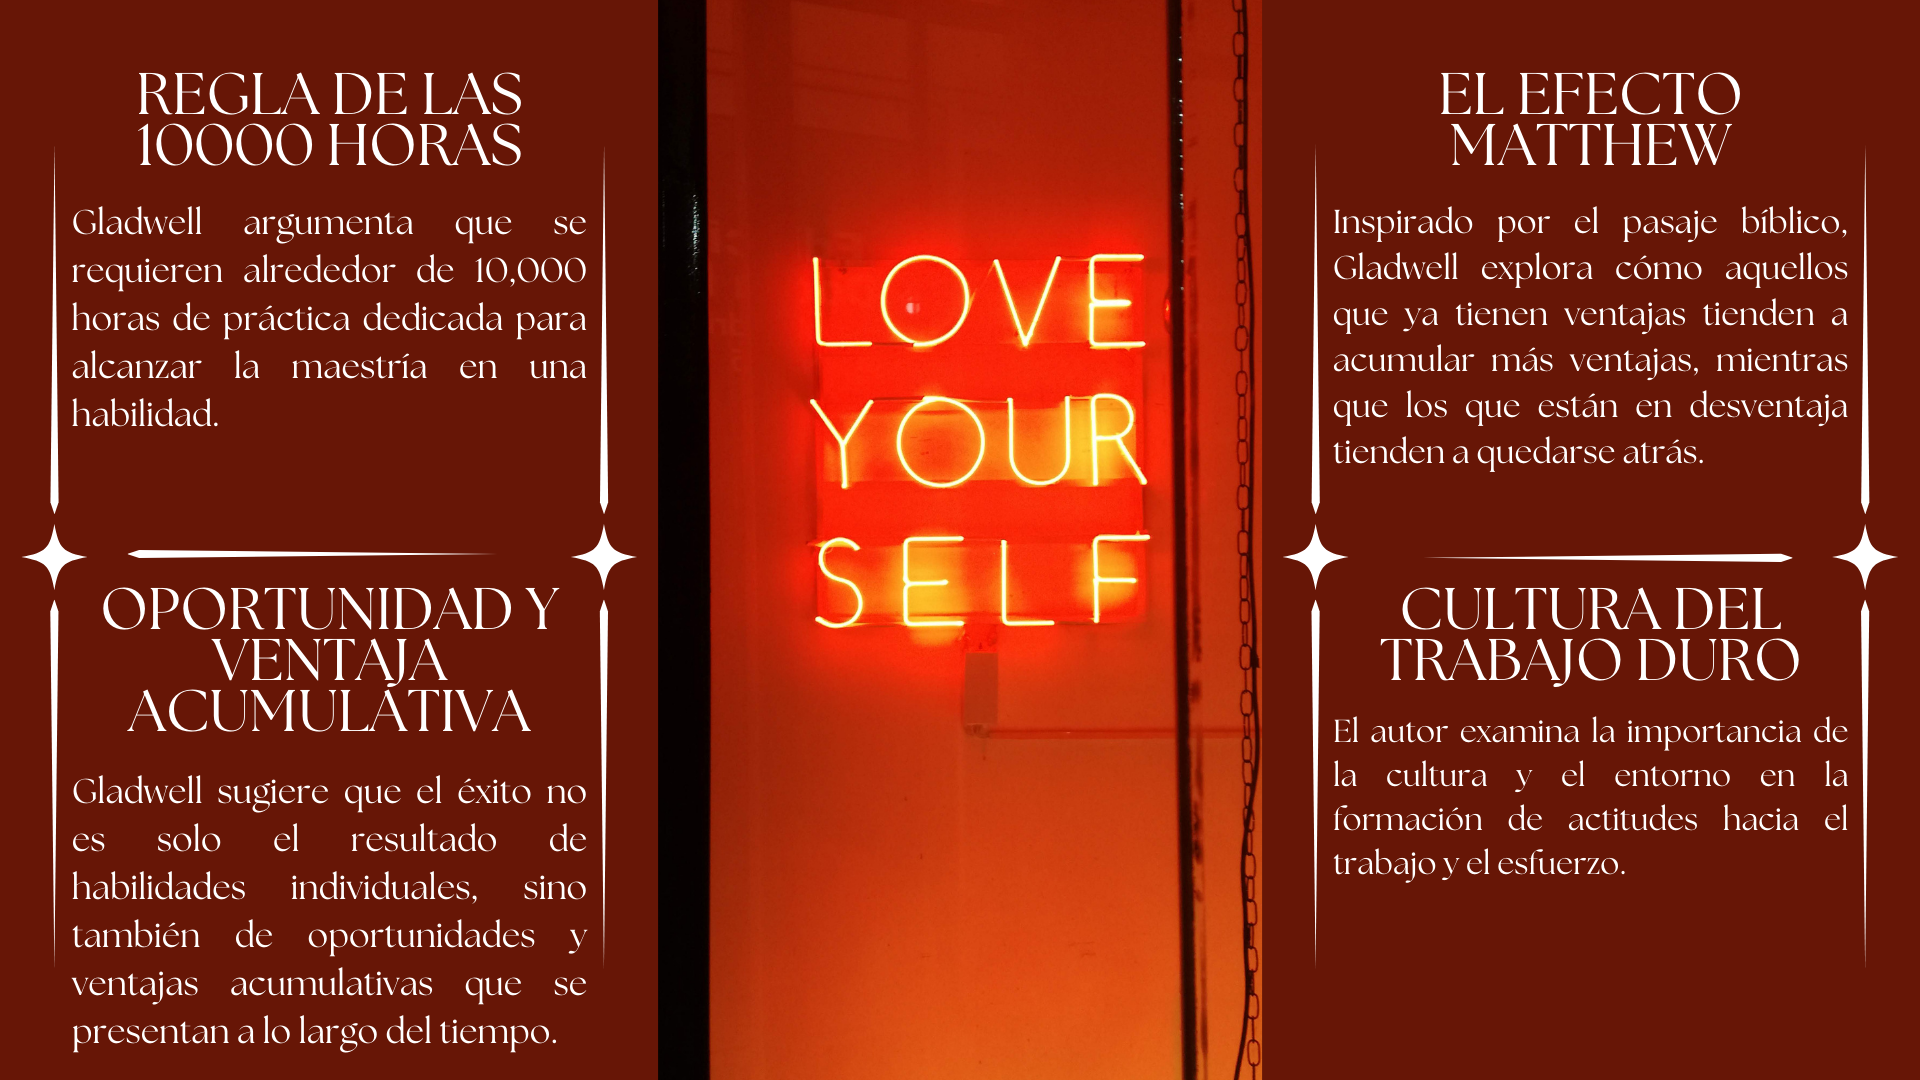 REGLA DE LAS
10000 HORAS
Gladwell argumenta que se
requieren alrededor de 10,000
horas de práctica dedicada para
alcanzar la maestría en una
habilidad.
OPORTUNIDAD Y
VENTAJA
ACUMULATIVA
Gladwell sugiere que el éxito no
es solo el resultado de
habilidades individuales, sino
también de oportunidades y
ventajas acumulativas que se
presentan a lo largo del tiempo.
LOVE
YOUR
SELF
EL EFECTO
MATTHEW
Inspirado por el pasaje bíblico,
Gladwell explora cómo aquellos
que ya tienen ventajas tienden a
acumular más ventajas, mientras
que los que están en desventaja
tienden a quedarse atrás.
CULTURA DEL
TRABAJO DURO
El autor examina la importancia de
la cultura y el entorno en la
formación de actitudes hacia el
trabajo y el esfuerzo.